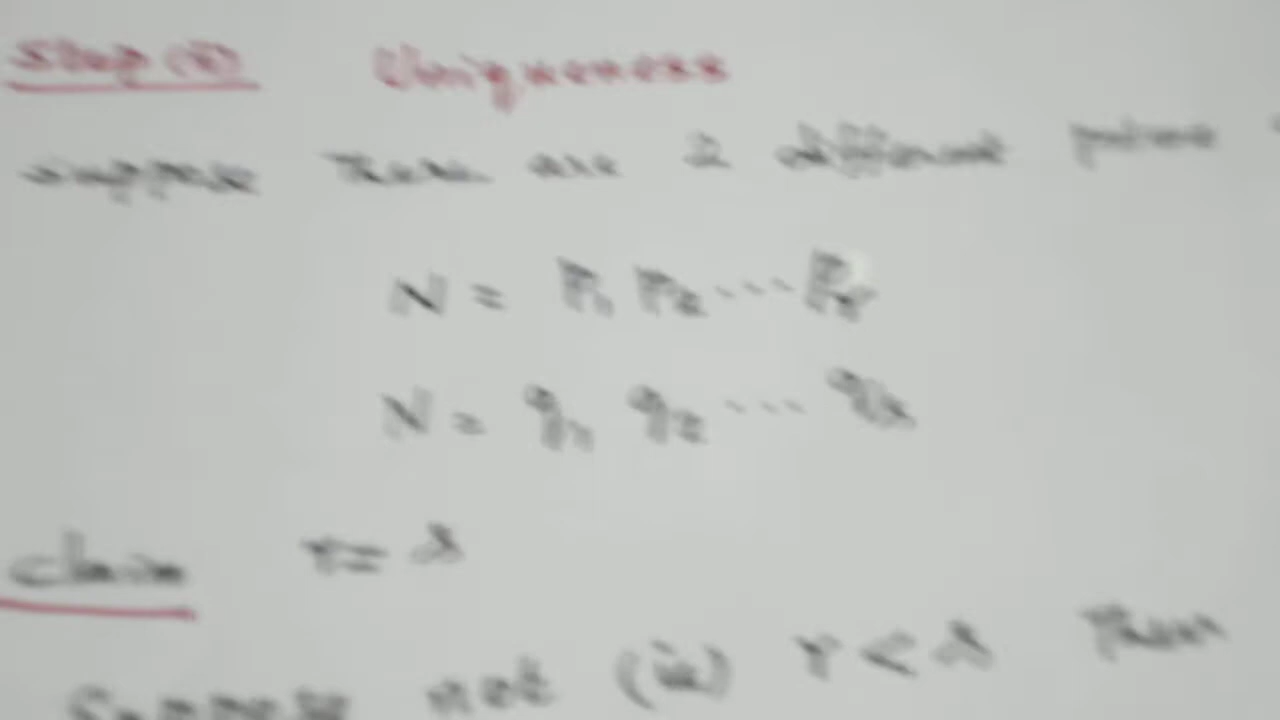 Step (ii) Uniqueness
suppose There are 2 different prime
N = P₁ P₂ ... Pᵣ
N = q₁ q₂ ... qₛ
claim r = s
Suppose not (ie) r < s Then